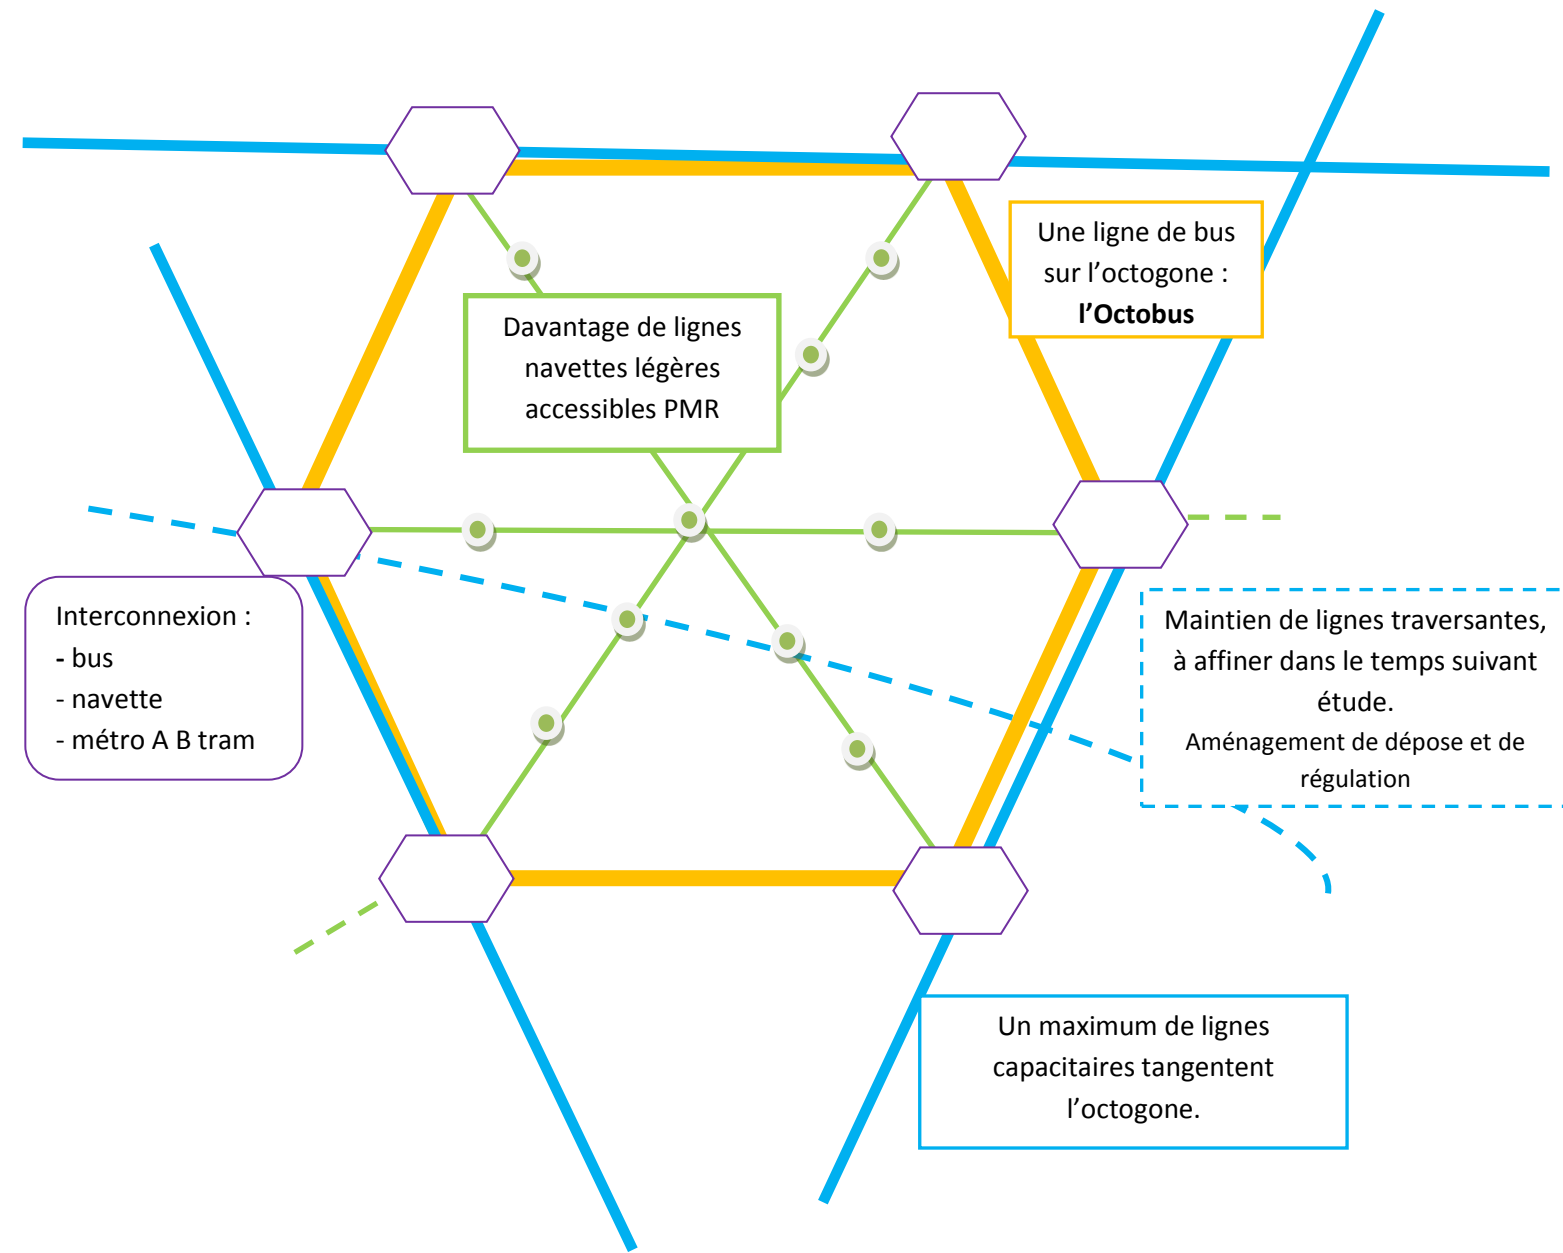 Une ligne de bus
sur l’octogone :
l’Octobus
Davantage de lignes
navettes légères
accessibles PMR
Interconnexion :
- bus
- navette
- métro A B tram
Maintien de lignes traversantes,
à affiner dans le temps suivant
étude.
Aménagement de dépose et de
régulation
Un maximum de lignes
capacitaires tangentent
l’octogone.